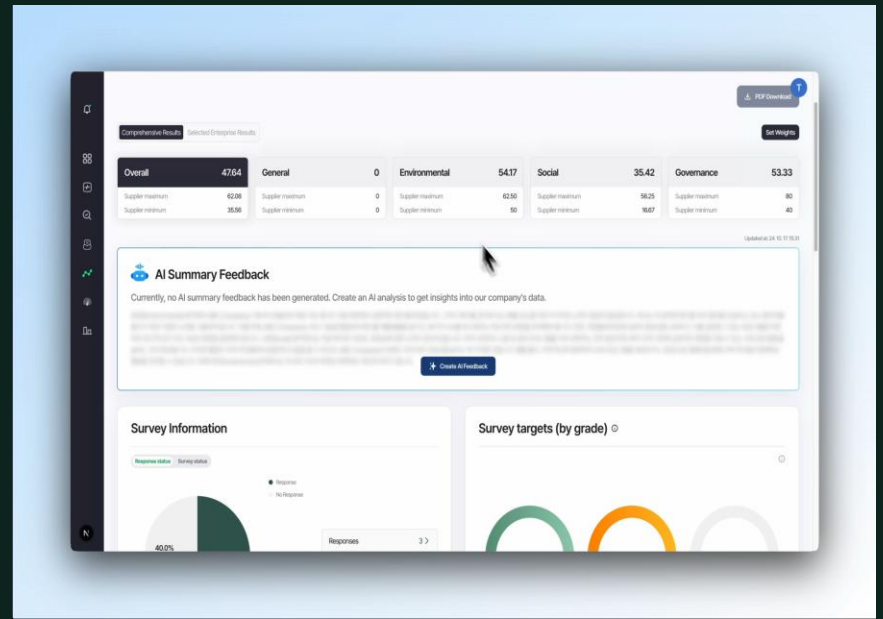 T
PDF Download
Comprehensive Results Selected Enterprise Results
Set Weights
Overall 47.64
Supplier maximum 62.08
Supplier minimum 35.56
General 0
Supplier maximum 0
Supplier minimum 0
Environmental 54.17
Supplier maximum 62.50
Supplier minimum 50
Social 35.42
Supplier maximum 56.25
Supplier minimum 16.67
Governance 53.33
Supplier maximum 80
Supplier minimum 40
Updated at:
AI Summary Feedback
Currently, no AI summary feedback has been generated. Create an AI analysis to get insights into our company's data.
Create AI Feedback
Survey Information
Response status Survey status
Response
No Response
40.0%
Responses 3
Survey targets (by grade)
N